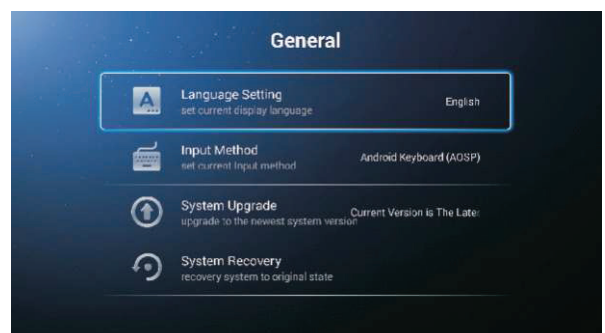 General
Language Setting
set current display language
English
Input Method
set current Input method
Android Keyboard (AOSP)
System Upgrade
upgrade to the newest system version
Current Version is The Late
System Recovery
recovery system to original state